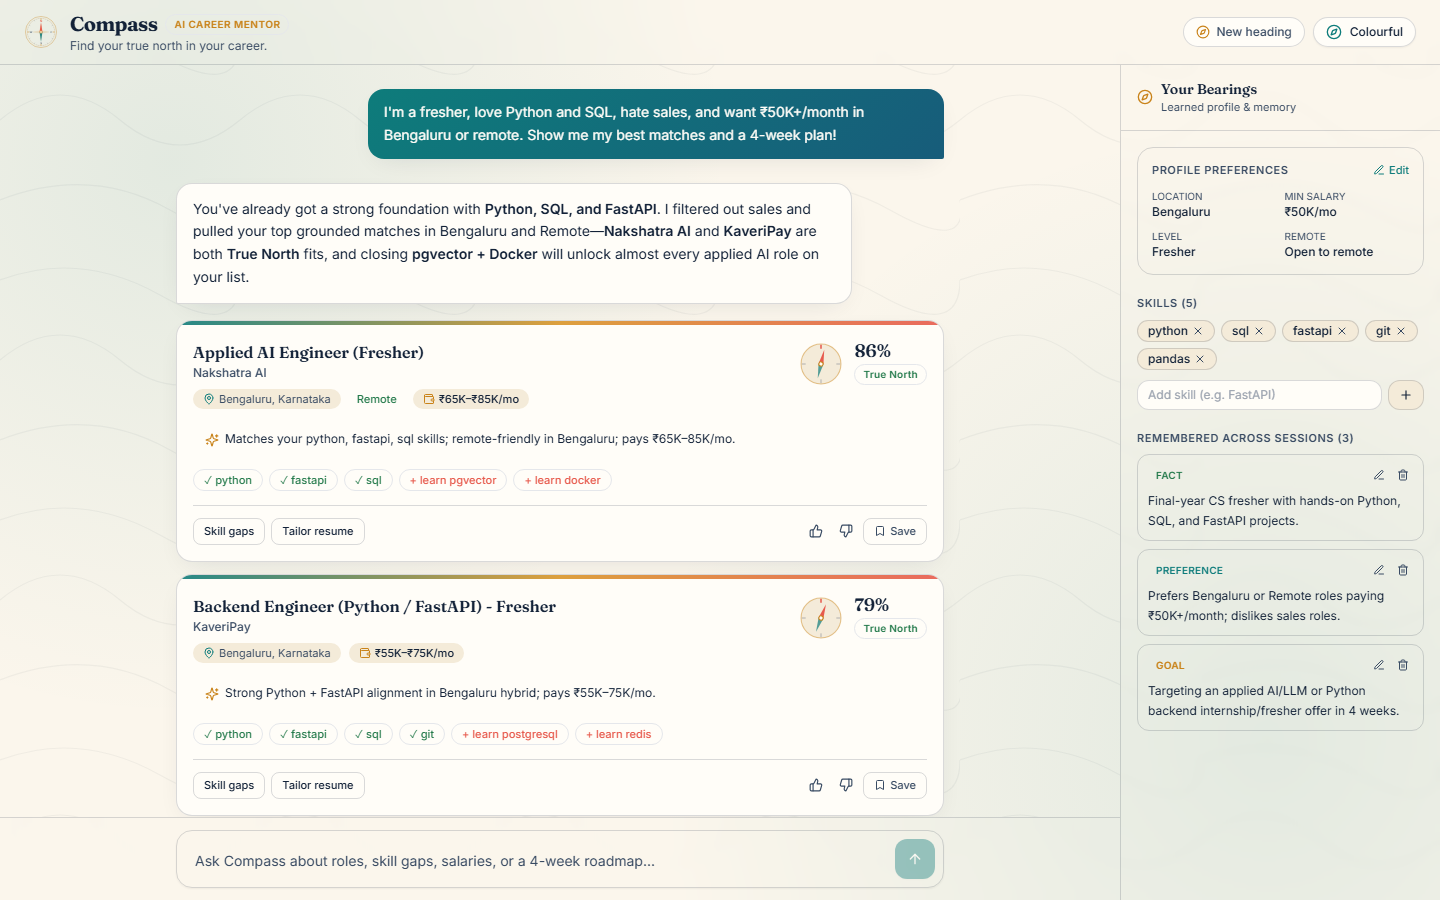 Compass AI CAREER MENTOR
Find your true north in your career.
New heading
Colourful
I'm a fresher, love Python and SQL, hate sales, and want ₹50K+/month in
Bengaluru or remote. Show me my best matches and a 4-week plan!
You've already got a strong foundation with Python, SQL, and FastAPI. I filtered out sales and
pulled your top grounded matches in Bengaluru and Remote—Nakshatra AI and KaveriPay are
both True North fits, and closing pgvector + Docker will unlock almost every applied AI role on
your list.
Applied AI Engineer (Fresher)
Nakshatra AI
86%
True North
Bengaluru, Karnataka Remote ₹65K–₹85K/mo
Matches your python, fastapi, sql skills; remote-friendly in Bengaluru; pays ₹65K–85K/mo.
✓ python ✓ fastapi ✓ sql + learn pgvector + learn docker
Skill gaps Tailor resume Save
Backend Engineer (Python / FastAPI) - Fresher
KaveriPay
79%
True North
Bengaluru, Karnataka ₹55K–₹75K/mo
Strong Python + FastAPI alignment in Bengaluru hybrid; pays ₹55K–75K/mo.
✓ python ✓ fastapi ✓ sql ✓ git + learn postgresql + learn redis
Skill gaps Tailor resume Save
Ask Compass about roles, skill gaps, salaries, or a 4-week roadmap...
Your Bearings
Learned profile & memory
PROFILE PREFERENCES Edit
LOCATION MIN SALARY
Bengaluru ₹50K/mo
LEVEL REMOTE
Fresher Open to remote
SKILLS (5)
python × sql × fastapi × git ×
pandas ×
Add skill (e.g. FastAPI) +
REMEMBERED ACROSS SESSIONS (3)
FACT
Final-year CS fresher with hands-on Python,
SQL, and FastAPI projects.
PREFERENCE
Prefers Bengaluru or Remote roles paying
₹50K+/month; dislikes sales roles.
GOAL
Targeting an applied AI/LLM or Python
backend internship/fresher offer in 4 weeks.